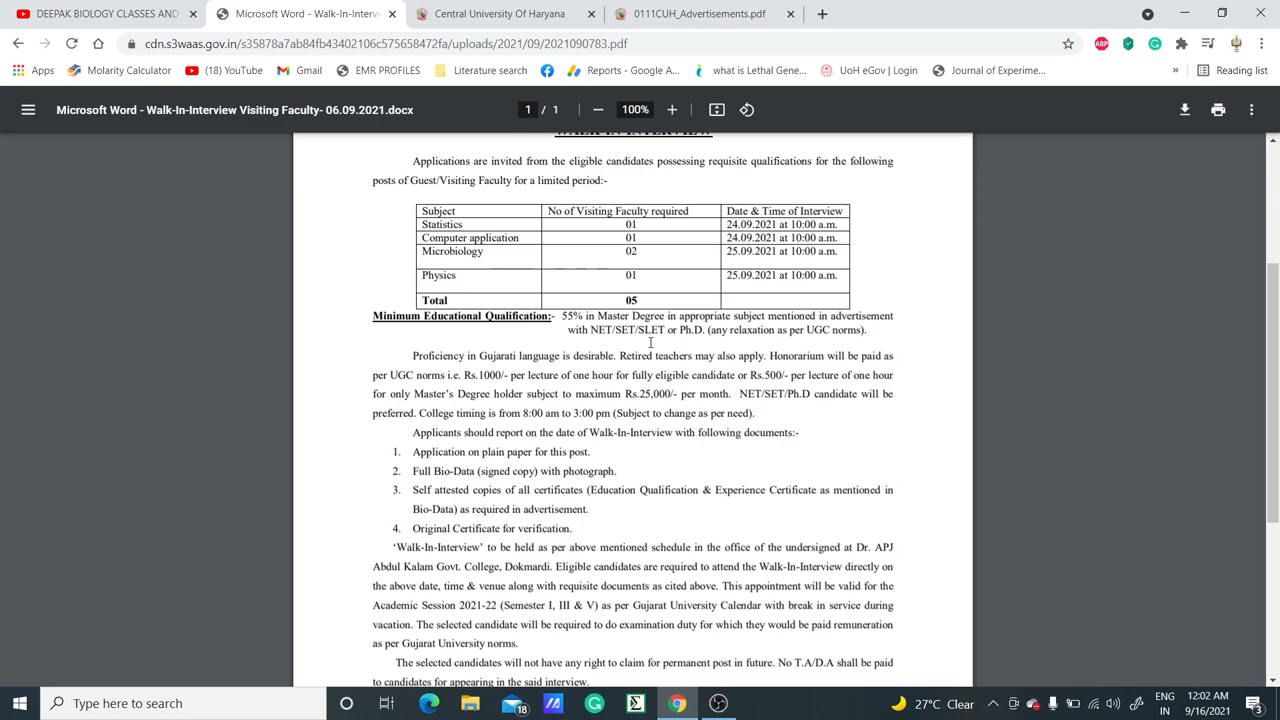 DEEPAK BIOLOGY CLASSES AND
Microsoft Word - Walk-In-Intervi
Central University Of Haryana
0111CUH_Advertisements.pdf
cdn.s3waas.gov.in/s35878a7ab84fb43402106c575658472fa/uploads/2021/09/2021090783.pdf
Apps
Molarity Calculator
(18) YouTube
Gmail
EMR PROFILES
Literature search
Reports - Google A...
what is Lethal Gene...
UoH eGov | Login
Journal of Experime...
»
Reading list
Microsoft Word - Walk-In-Interview Visiting Faculty- 06.09.2021.docx
1 / 1
100%
WALK-IN-INTERVIEW
Applications are invited from the eligible candidates possessing requisite qualifications for the following
posts of Guest/Visiting Faculty for a limited period:-
Subject No of Visiting Faculty required Date & Time of Interview
Statistics 01 24.09.2021 at 10:00 a.m.
Computer application 01 24.09.2021 at 10:00 a.m.
Microbiology 02 25.09.2021 at 10:00 a.m.
Physics 01 25.09.2021 at 10:00 a.m.
Total 05
Minimum Educational Qualification:- 55% in Master Degree in appropriate subject mentioned in advertisement
with NET/SET/SLET or Ph.D. (any relaxation as per UGC norms).
Proficiency in Gujarati language is desirable. Retired teachers may also apply. Honorarium will be paid as
per UGC norms i.e. Rs.1000/- per lecture of one hour for fully eligible candidate or Rs.500/- per lecture of one hour
for only Master's Degree holder subject to maximum Rs.25,000/- per month. NET/SET/Ph.D candidate will be
preferred. College timing is from 8:00 am to 3:00 pm (Subject to change as per need).
Applicants should report on the date of Walk-In-Interview with following documents:-
1. Application on plain paper for this post.
2. Full Bio-Data (signed copy) with photograph.
3. Self attested copies of all certificates (Education Qualification & Experience Certificate as mentioned in
Bio-Data) as required in advertisement.
4. Original Certificate for verification.
'Walk-In-Interview' to be held as per above mentioned schedule in the office of the undersigned at Dr. APJ
Abdul Kalam Govt. College, Dokmardi. Eligible candidates are required to attend the Walk-In-Interview directly on
the above date, time & venue along with requisite documents as cited above. This appointment will be valid for the
Academic Session 2021-22 (Semester I, III & V) as per Gujarat University Calendar with break in service during
vacation. The selected candidate will be required to do examination duty for which they would be paid remuneration
as per Gujarat University norms.
The selected candidates will not have any right to claim for permanent post in future. No T.A/D.A shall be paid
to candidates for appearing in the said interview.
Type here to search
18
27°C Clear
ENG
IN
12:02 AM
9/16/2021
3